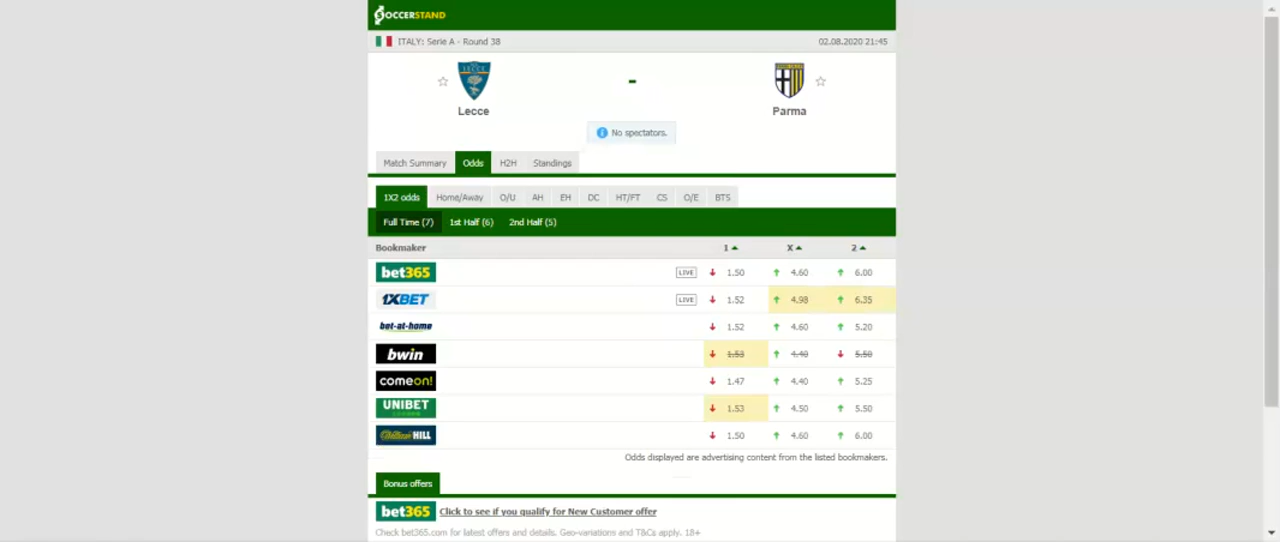 SOCCERSTAND
ITALY: Serie A - Round 38 02.08.2020 21:45
-
Lecce Parma
No spectators.
Match Summary Odds H2H Standings
1X2 odds Home/Away O/U AH EH DC HT/FT CS O/E BTS
Full Time (7) 1st Half (6) 2nd Half (5)
Bookmaker 1 X 2
bet365 LIVE 1.50 4.60 6.00
1XBET LIVE 1.52 4.98 6.35
bet-at-home 1.52 4.60 5.20
bwin 1.53 4.40 5.50
comeon! 1.47 4.40 5.25
UNIBET 1.53 4.50 5.50
William HILL 1.50 4.60 6.00
Odds displayed are advertising content from the listed bookmakers.
Bonus offers
bet365 Click to see if you qualify for New Customer offer
Check bet365.com for latest offers and details. Geo-variations and T&Cs apply. 18+